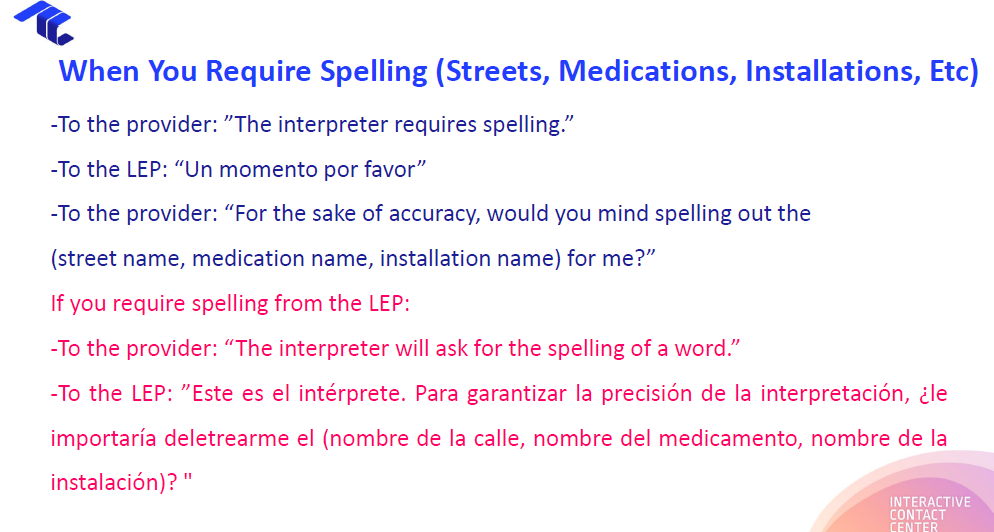 When You Require Spelling (Streets, Medications, Installations, Etc)
-To the provider: ”The interpreter requires spelling.”
-To the LEP: “Un momento por favor”
-To the provider: “For the sake of accuracy, would you mind spelling out the
(street name, medication name, installation name) for me?”
If you require spelling from the LEP:
-To the provider: “The interpreter will ask for the spelling of a word.”
-To the LEP: ”Este es el intérprete. Para garantizar la precisión de la interpretación, ¿le
importaría deletrearme el (nombre de la calle, nombre del medicamento, nombre de la
instalación)? "
INTERACTIVE
CONTACT
CENTER